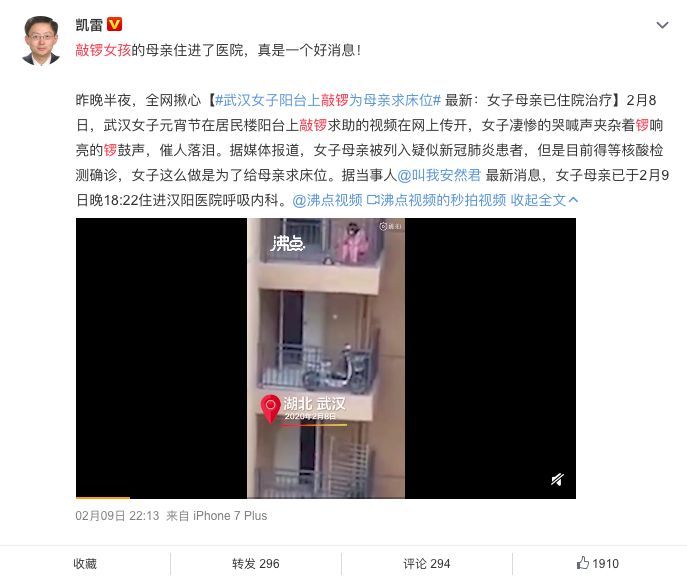 凯雷
敲锣女孩的母亲住进了医院，真是一个好消息！
昨晚半夜，全网揪心【#武汉女子阳台上敲锣为母亲求床位# 最新：女子母亲已住院治疗】2月8
日，武汉女子元宵节在居民楼阳台上敲锣求助的视频在网上传开，女子凄惨的哭喊声夹杂着锣响
亮的锣鼓声，催人落泪。据媒体报道，女子母亲被列入疑似新冠肺炎患者，但是目前得等核酸检
测确诊，女子这么做是为了给母亲求床位。据当事人@叫我安然君 最新消息，女子母亲已于2月9
日晚18:22住进汉阳医院呼吸内科。@沸点视频 沸点视频的秒拍视频 收起全文
沸点
湖北 武汉
2020年2月8日
02月09日 22:13 来自 iPhone 7 Plus
收藏 转发 296 评论 294 1910